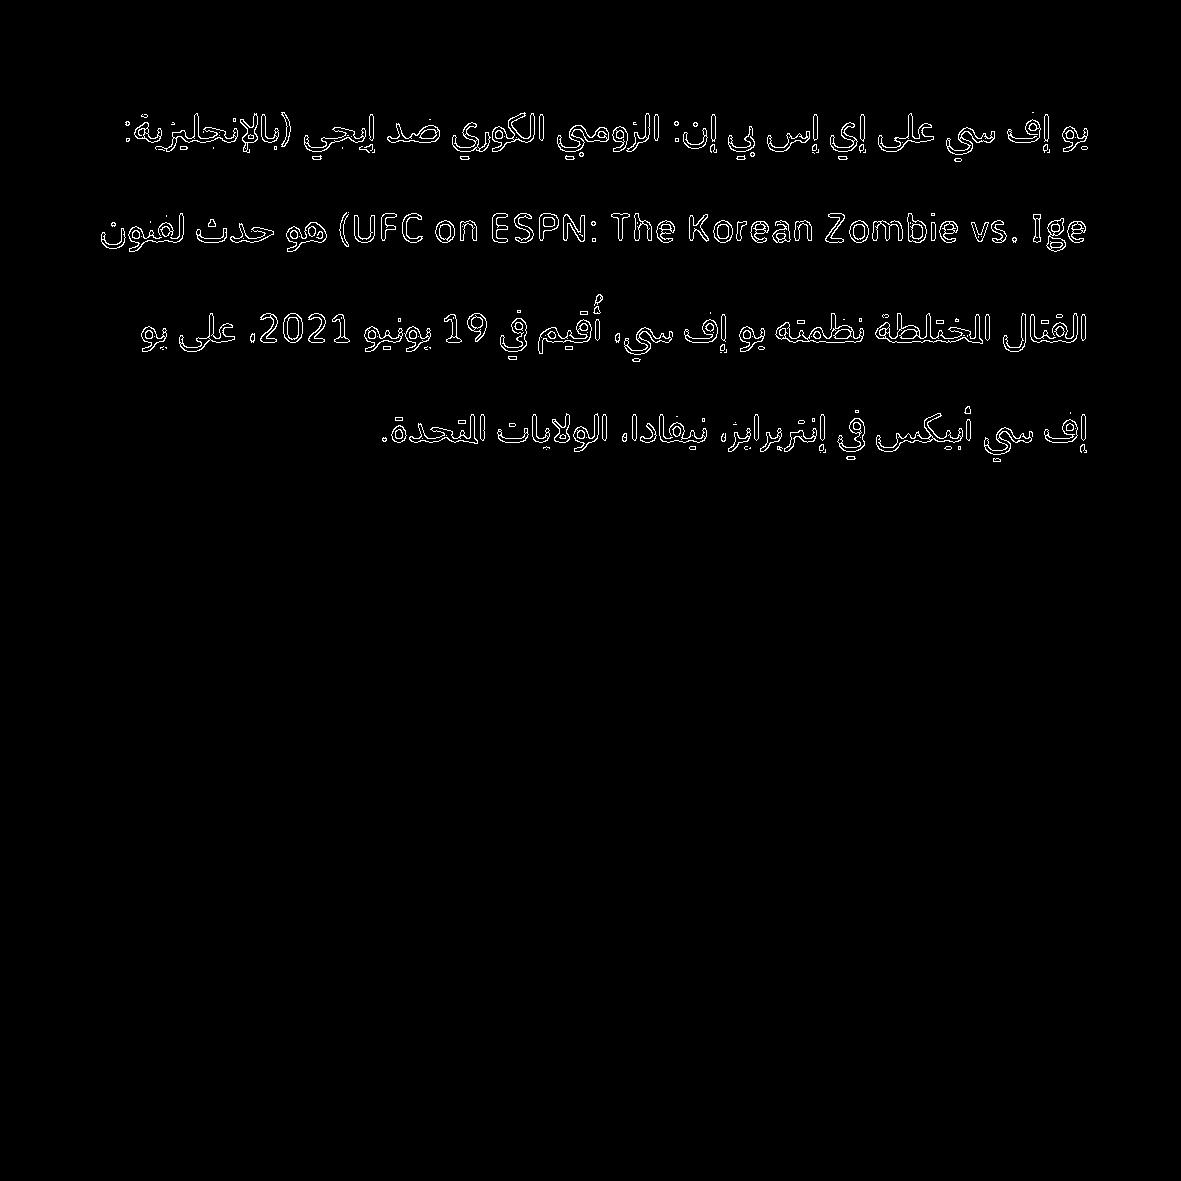 يو إف سي على إي إس بي إن: الزومبي الكوري ضد إيجي (بالإنجليزية:
UFC on ESPN: The Korean Zombie vs. Ige) هو حدث لفنون
القتال المختلطة نظمته يو إف سي، أُقيم في 19 يونيو 2021، على يو
إف سي أبيكس في إنتربرايز، نيفادا، الولايات المتحدة.